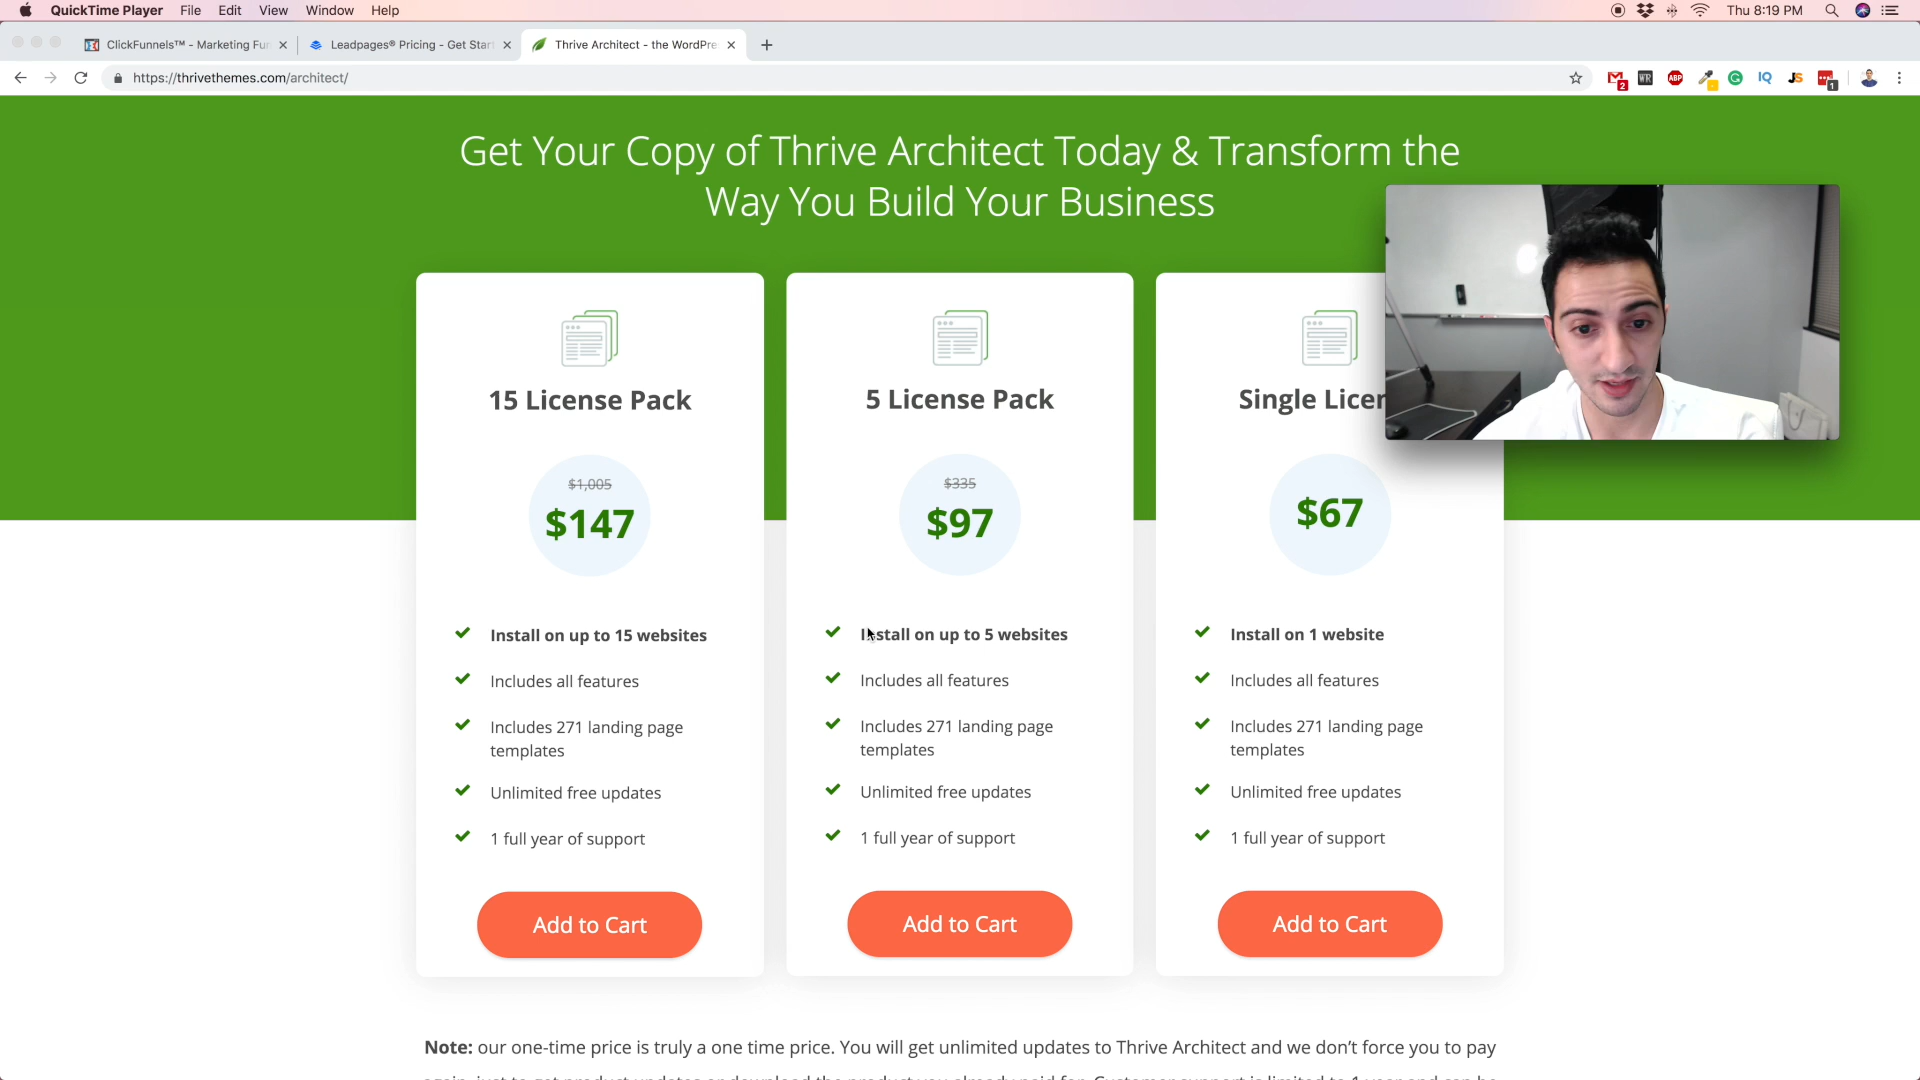 QuickTime Player File Edit View Window Help Thu 8:19 PM
ClickFunnels™ - Marketing Fu Leadpages® Pricing - Get Star Thrive Architect - the WordPre
https://thrivethemes.com/architect/
Get Your Copy of Thrive Architect Today & Transform the
Way You Build Your Business
15 License Pack
$1,005
$147
Install on up to 15 websites
Includes all features
Includes 271 landing page
templates
Unlimited free updates
1 full year of support
Add to Cart
5 License Pack
$335
$97
Install on up to 5 websites
Includes all features
Includes 271 landing page
templates
Unlimited free updates
1 full year of support
Add to Cart
Single Licen
$67
Install on 1 website
Includes all features
Includes 271 landing page
templates
Unlimited free updates
1 full year of support
Add to Cart
Note: our one-time price is truly a one time price. You will get unlimited updates to Thrive Architect and we don't force you to pay